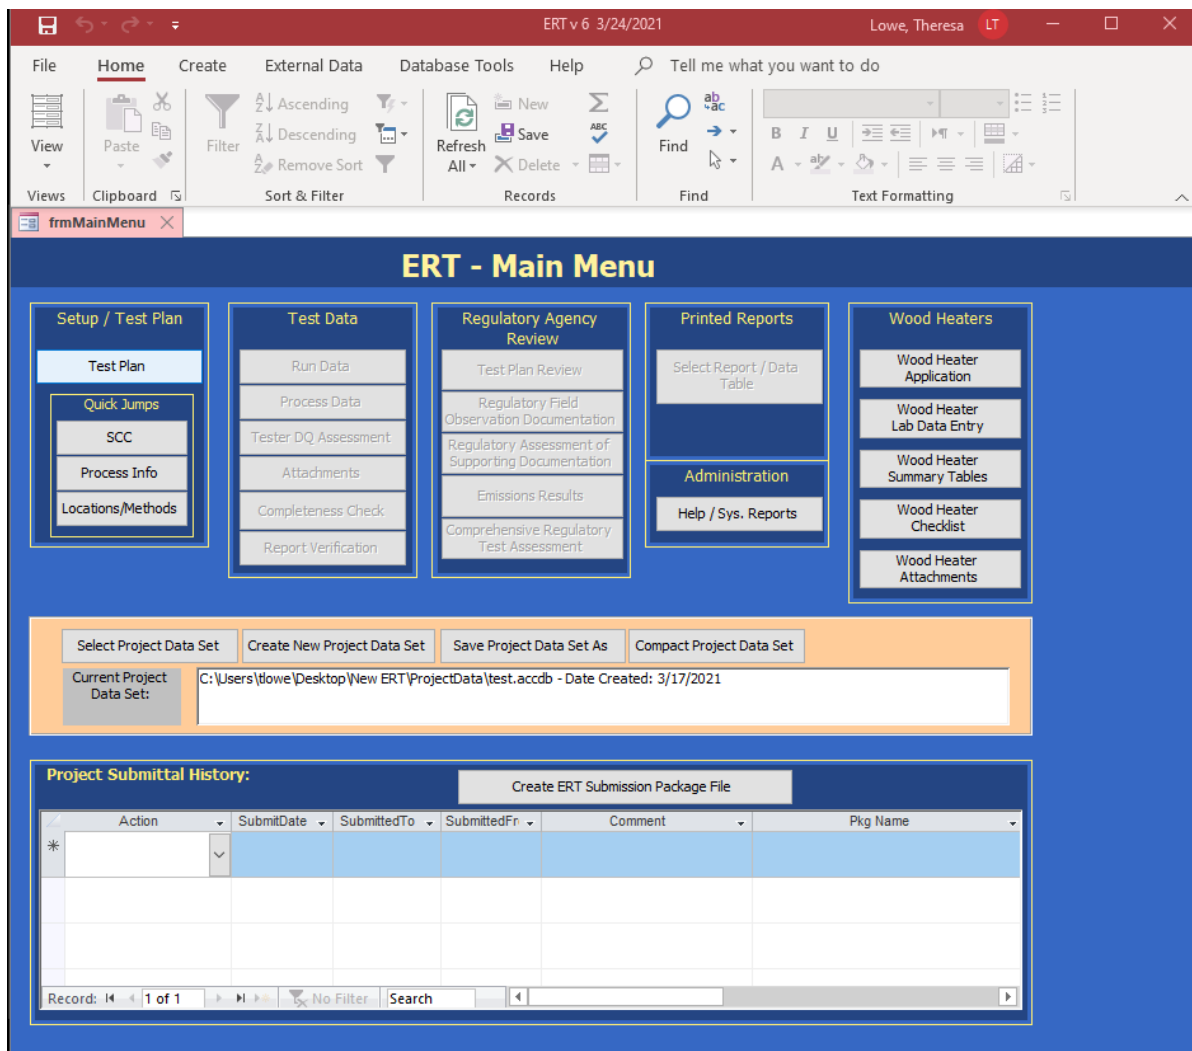 ERT v 6 3/24/2021
Lowe, Theresa LT
File Home Create External Data Database Tools Help Tell me what you want to do
View
Paste
Filter
Ascending
Descending
Remove Sort
Refresh
All
New
Save
Delete
Find
B I U
A
Views Clipboard Sort & Filter Records Find Text Formatting
frmMainMenu
ERT - Main Menu
Setup / Test Plan
Test Plan
Quick Jumps
SCC
Process Info
Locations/Methods
Test Data
Run Data
Process Data
Tester DQ Assessment
Attachments
Completeness Check
Report Verification
Regulatory Agency
Review
Test Plan Review
Regulatory Field
Observation Documentation
Regulatory Assessment of
Supporting Documentation
Emissions Results
Comprehensive Regulatory
Test Assessment
Printed Reports
Select Report / Data
Table
Administration
Help / Sys. Reports
Wood Heaters
Wood Heater
Application
Wood Heater
Lab Data Entry
Wood Heater
Summary Tables
Wood Heater
Checklist
Wood Heater
Attachments
Select Project Data Set Create New Project Data Set Save Project Data Set As Compact Project Data Set
Current Project
Data Set:
C:\Users\tlowe\Desktop\New ERT\ProjectData\test.accdb - Date Created: 3/17/2021
Project Submittal History:
Create ERT Submission Package File
Action SubmitDate SubmittedTo SubmittedFr Comment Pkg Name
Record: 1 of 1 No Filter Search